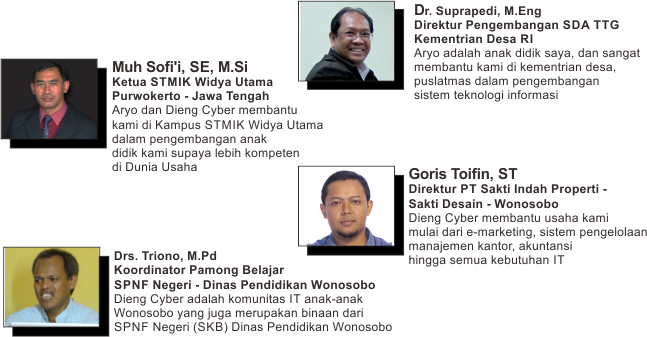 Dr. Suprapedi, M.Eng
Direktur Pengembangan SDA TTG
Kementrian Desa RI
Aryo adalah anak didik saya, dan sangat
membantu kami di kementrian desa,
puslatmas dalam pengembangan
sistem teknologi informasi
Muh Sofi'i, SE, M.Si
Ketua STMIK Widya Utama
Purwokerto - Jawa Tengah
Aryo dan Dieng Cyber membantu
kami di Kampus STMIK Widya Utama
dalam pengembangan anak
didik kami supaya lebih kompeten
di Dunia Usaha
Goris Toifin, ST
Direktur PT Sakti Indah Properti -
Sakti Desain - Wonosobo
Dieng Cyber membantu usaha kami
mulai dari e-marketing, sistem pengelolaan
manajemen kantor, akuntansi
hingga semua kebutuhan IT
Drs. Triono, M.Pd
Koordinator Pamong Belajar
SPNF Negeri - Dinas Pendidikan Wonosobo
Dieng Cyber adalah komunitas IT anak-anak
Wonosobo yang juga merupakan binaan dari
SPNF Negeri (SKB) Dinas Pendidikan Wonosobo